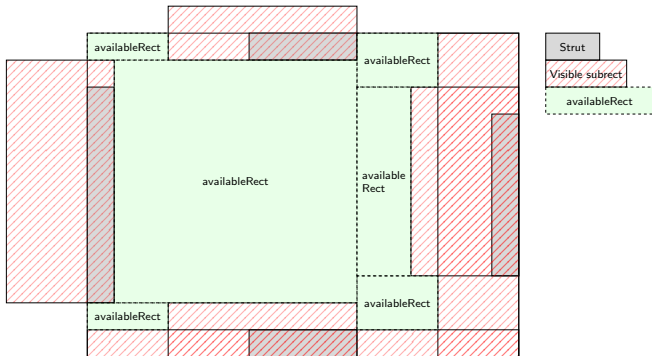 availableRect
availableRect
Strut
Visible subrect
availableRect
availableRect
available
Rect
availableRect
availableRect